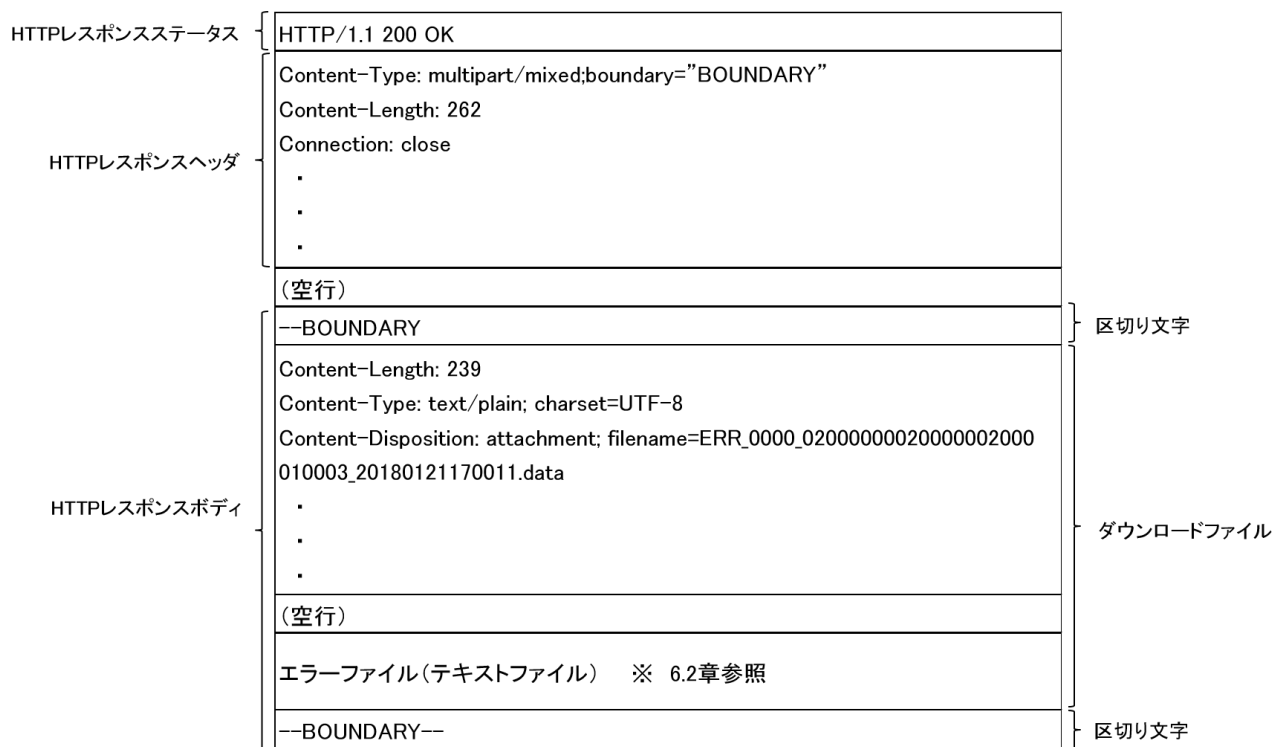 HTTPレスポンスステータス
HTTP/1.1 200 OK
HTTPレスポンスヘッダ
Content-Type: multipart/mixed;boundary=”BOUNDARY”
Content-Length: 262
Connection: close
・
・
・
(空行)
HTTPレスポンスボディ
--BOUNDARY
区切り文字
Content-Length: 239
Content-Type: text/plain; charset=UTF-8
Content-Disposition: attachment; filename=ERR_0000_02000000020000002000
010003_20180121170011.data
・
・
・
ダウンロードファイル
(空行)
エラーファイル(テキストファイル) ※ 6.2章参照
--BOUNDARY--
区切り文字